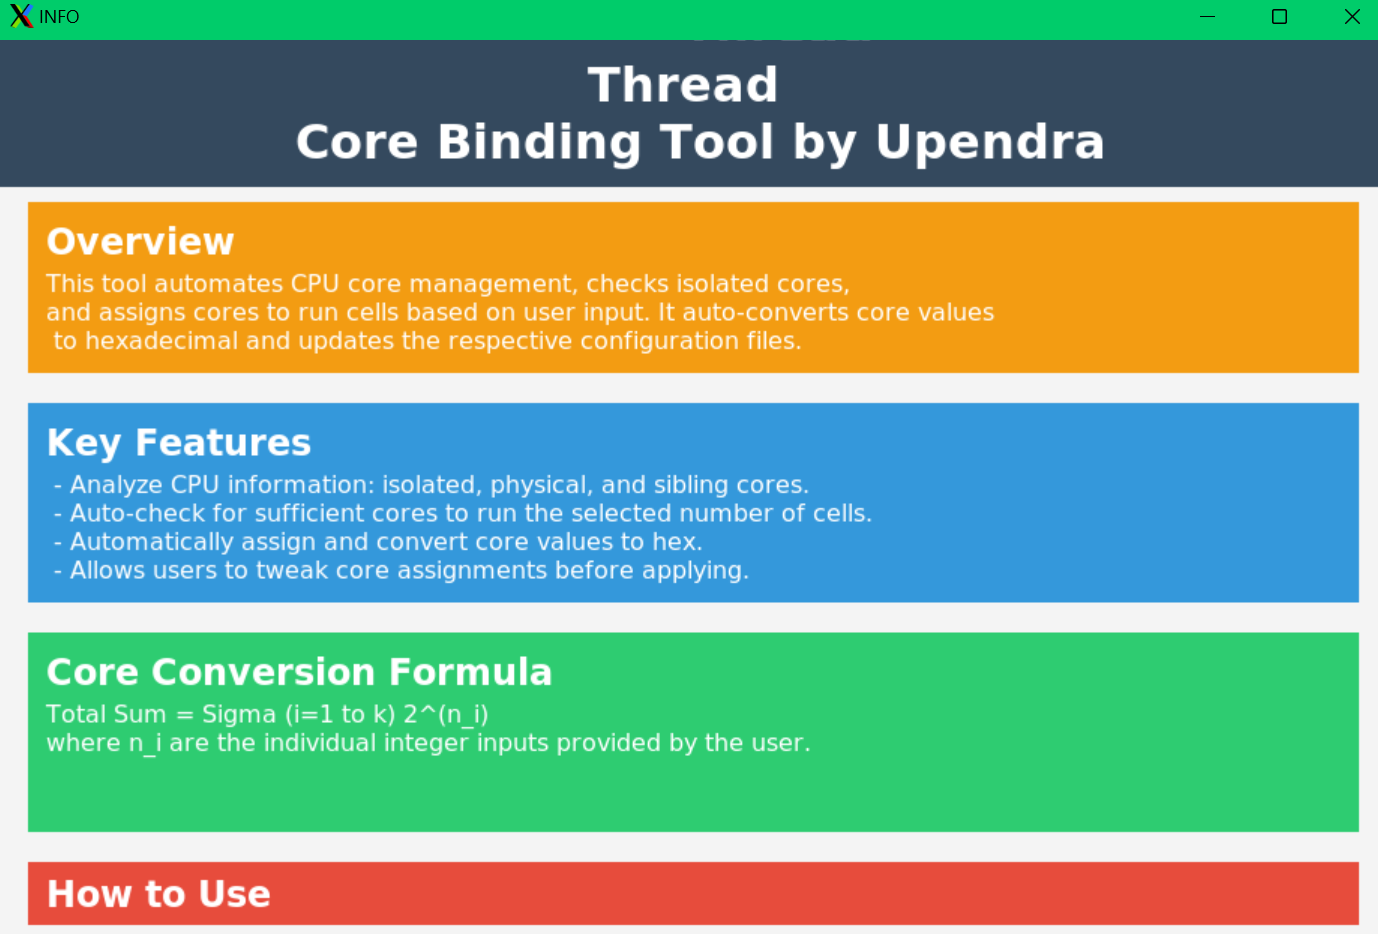 INFO
Thread
Core Binding Tool by Upendra
Overview
This tool automates CPU core management, checks isolated cores,
and assigns cores to run cells based on user input. It auto-converts core values
to hexadecimal and updates the respective configuration files.
Key Features
- Analyze CPU information: isolated, physical, and sibling cores.
- Auto-check for sufficient cores to run the selected number of cells.
- Automatically assign and convert core values to hex.
- Allows users to tweak core assignments before applying.
Core Conversion Formula
Total Sum = Sigma (i=1 to k) 2^(n_i)
where n_i are the individual integer inputs provided by the user.
How to Use